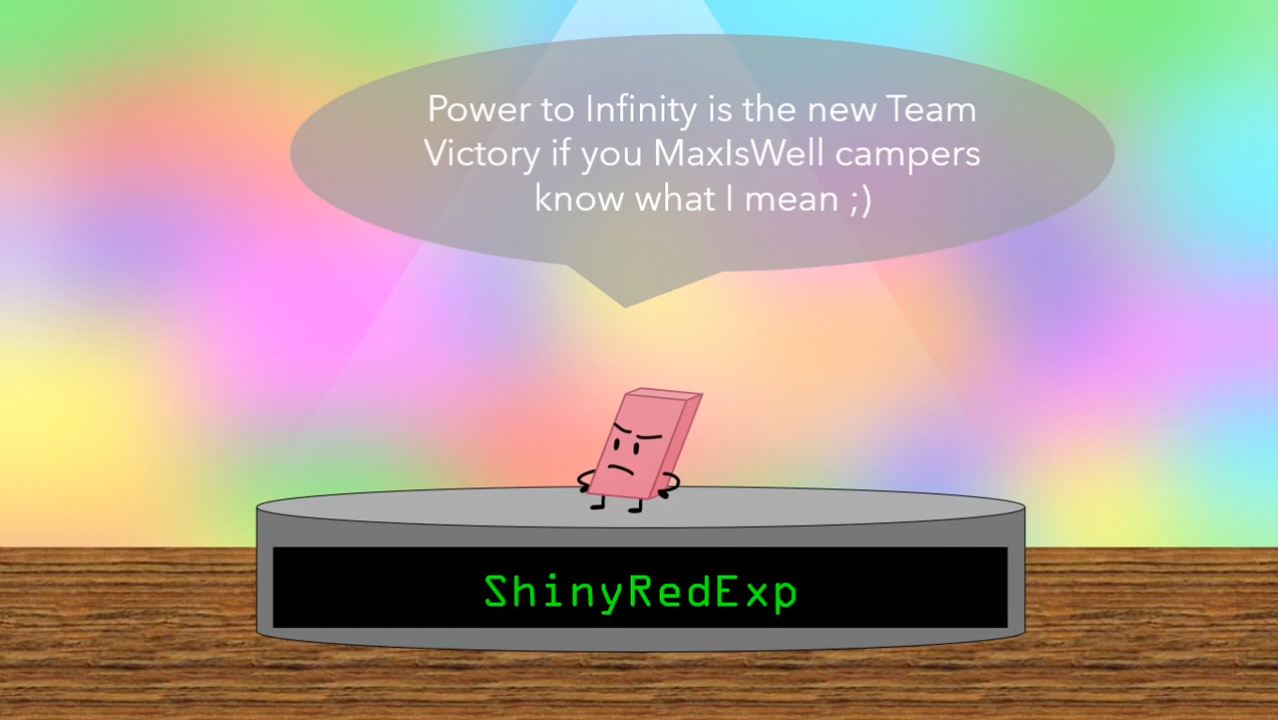 Power to Infinity is the new Team
Victory if you MaxIsWell campers
know what I mean ;)
ShinyRedExp